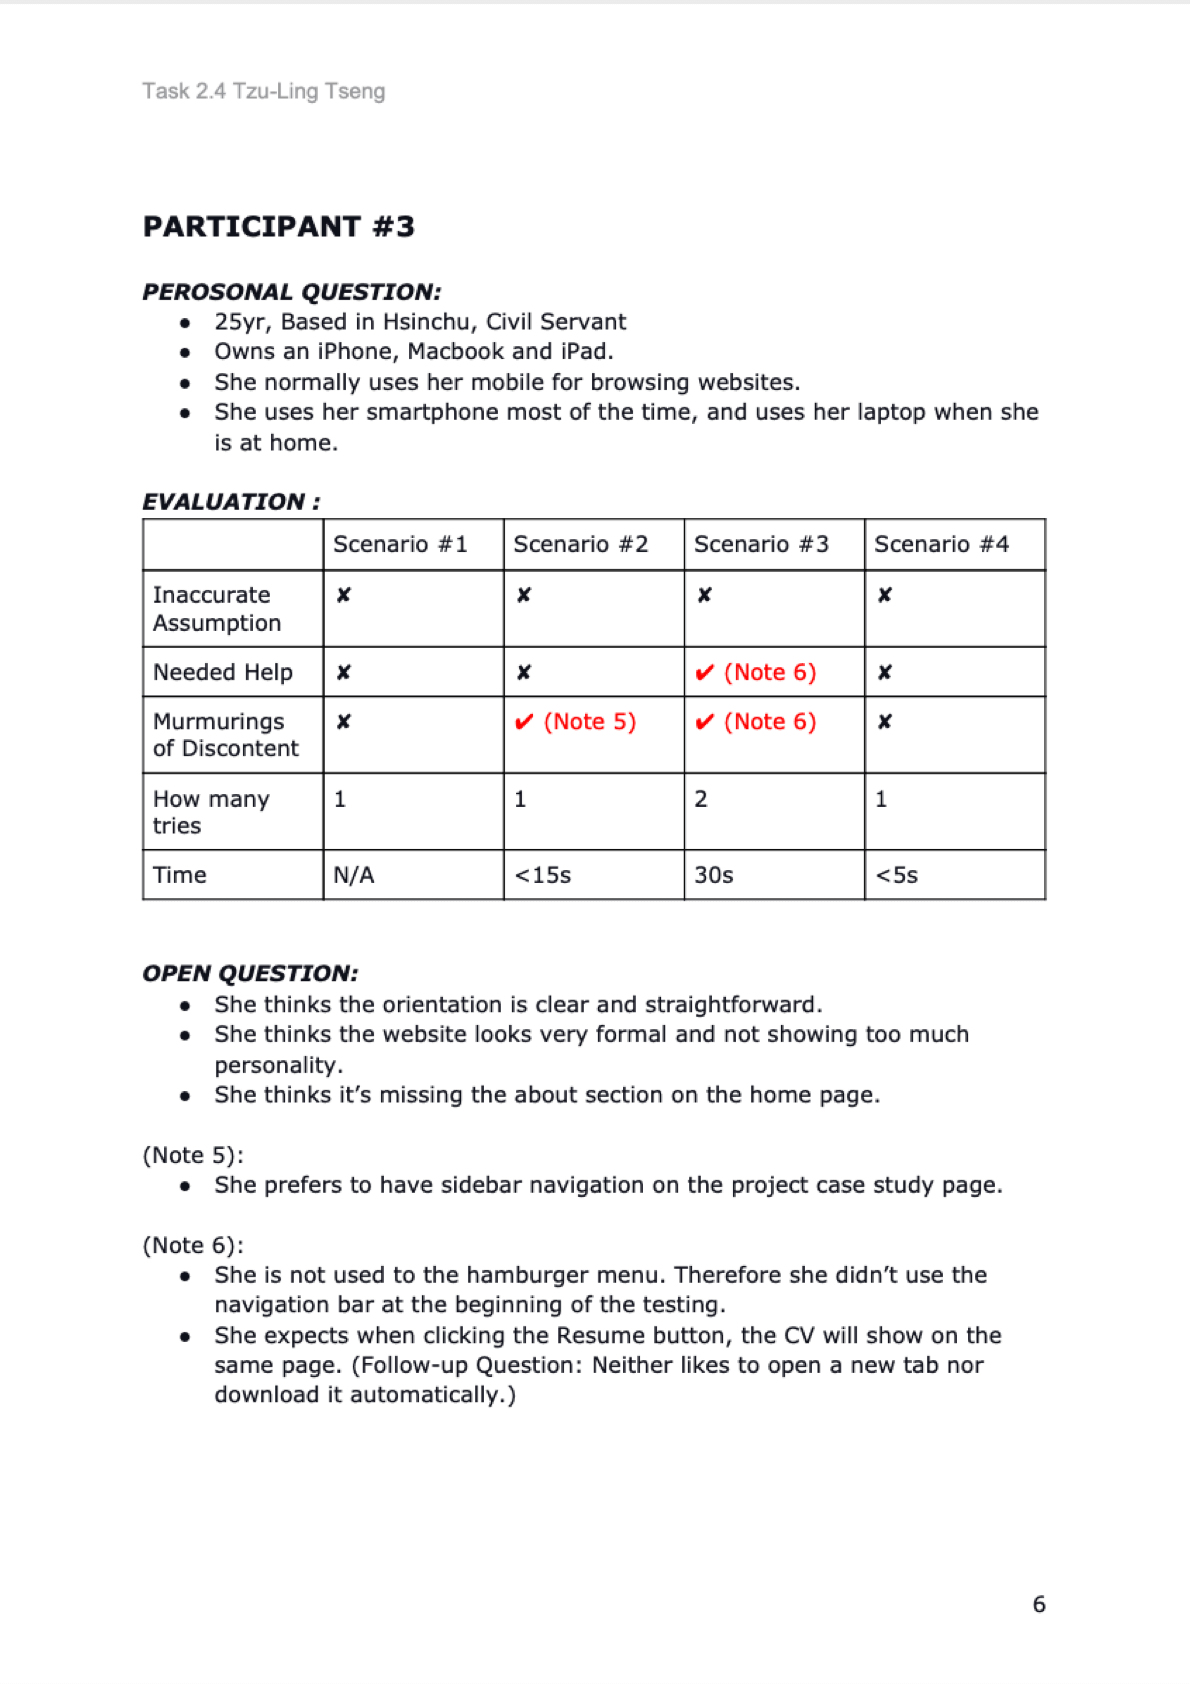 Task 2.4 Tzu-Ling Tseng
PARTICIPANT #3
PEROSONAL QUESTION:
● 25yr, Based in Hsinchu, Civil Servant
● Owns an iPhone, Macbook and iPad.
● She normally uses her mobile for browsing websites.
● She uses her smartphone most of the time, and uses her laptop when she
is at home.
EVALUATION :
Scenario #1 Scenario #2 Scenario #3 Scenario #4
Inaccurate
Assumption ✘ ✘ ✘ ✘
Needed Help ✘ ✘ ✔ (Note 6) ✘
Murmurings
of Discontent ✘ ✔ (Note 5) ✔ (Note 6) ✘
How many
tries 1 1 2 1
Time N/A <15s 30s <5s
OPEN QUESTION:
● She thinks the orientation is clear and straightforward.
● She thinks the website looks very formal and not showing too much
personality.
● She thinks it’s missing the about section on the home page.
(Note 5):
● She prefers to have sidebar navigation on the project case study page.
(Note 6):
● She is not used to the hamburger menu. Therefore she didn’t use the
navigation bar at the beginning of the testing.
● She expects when clicking the Resume button, the CV will show on the
same page. (Follow-up Question: Neither likes to open a new tab nor
download it automatically.)
6